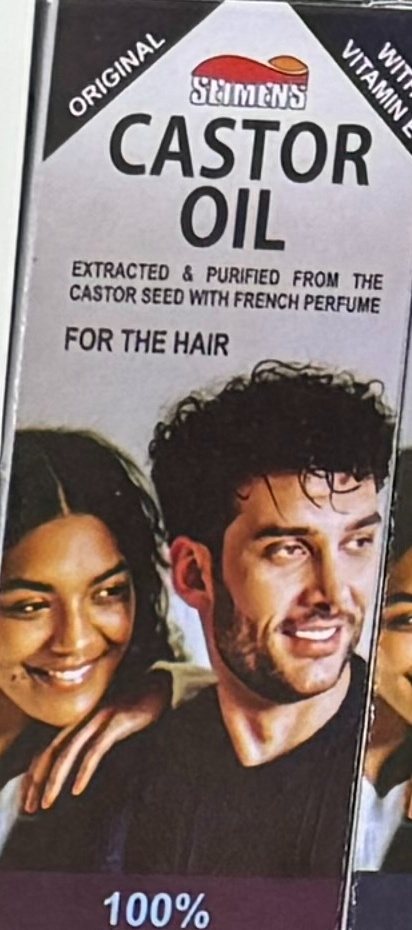 ORIGINAL
WITH
VITAMIN E
SEIMENS
CASTOR
OIL
EXTRACTED & PURIFIED FROM THE
CASTOR SEED WITH FRENCH PERFUME
FOR THE HAIR
100%